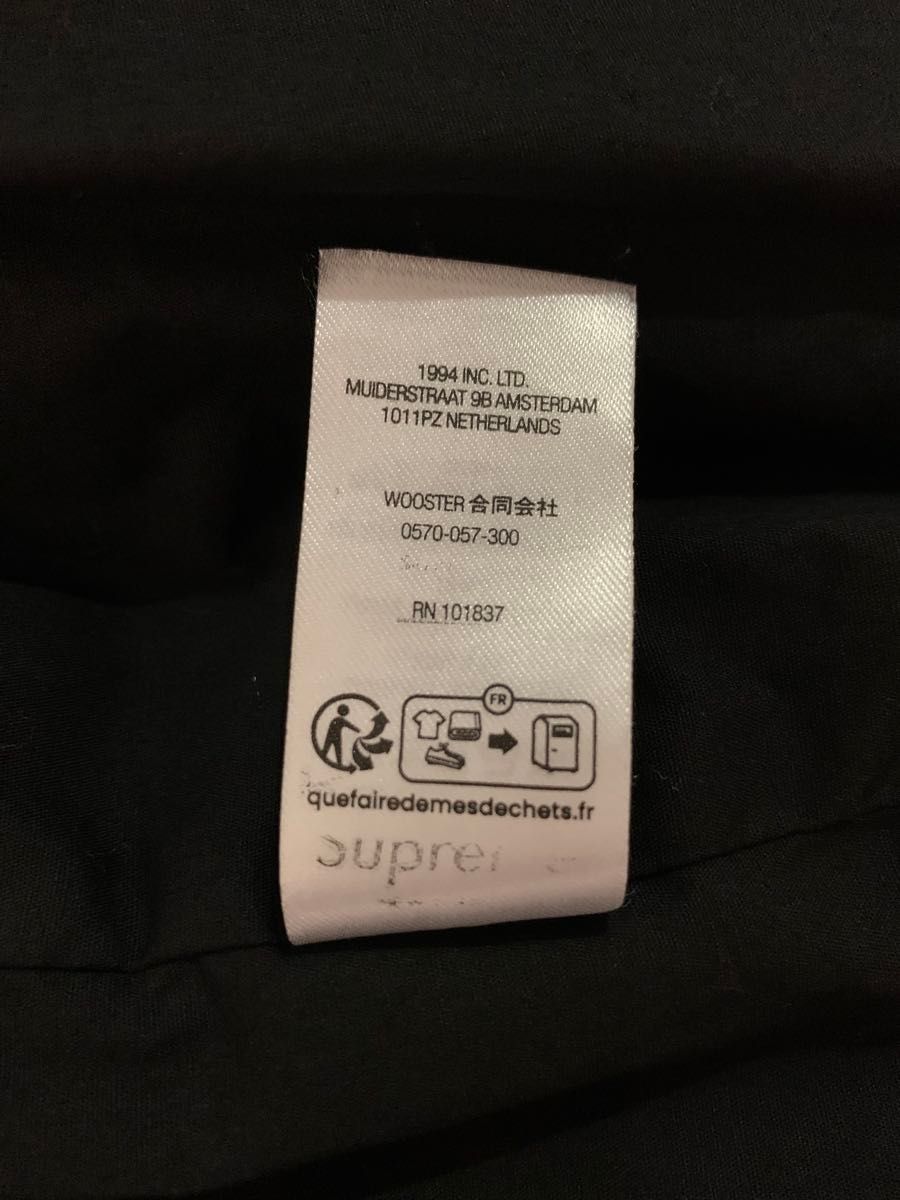 1994 INC. LTD.
MUIDERSTRAAT 9B AMSTERDAM
1011PZ NETHERLANDS
WOOSTER 合同会社
0570-057-300
RN 101837
FR
quefairedemesdechets.fr